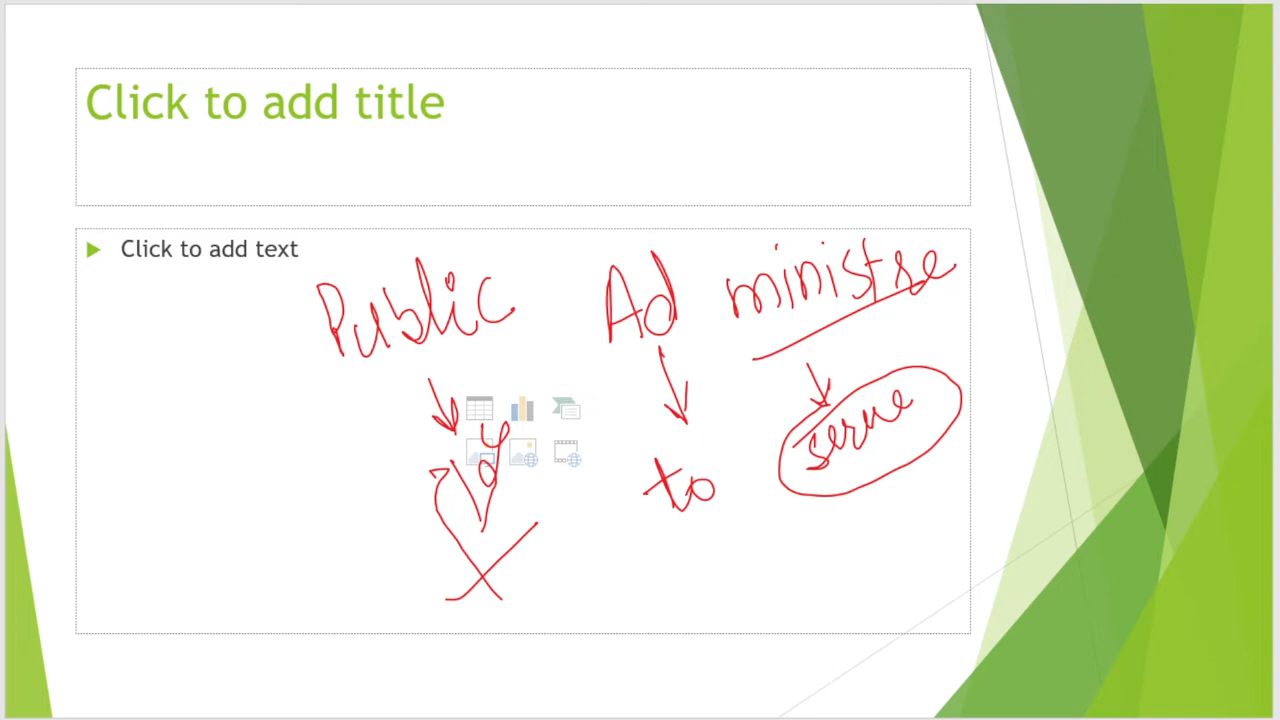 Click to add title
Click to add text
Public Ad ministre
to serve